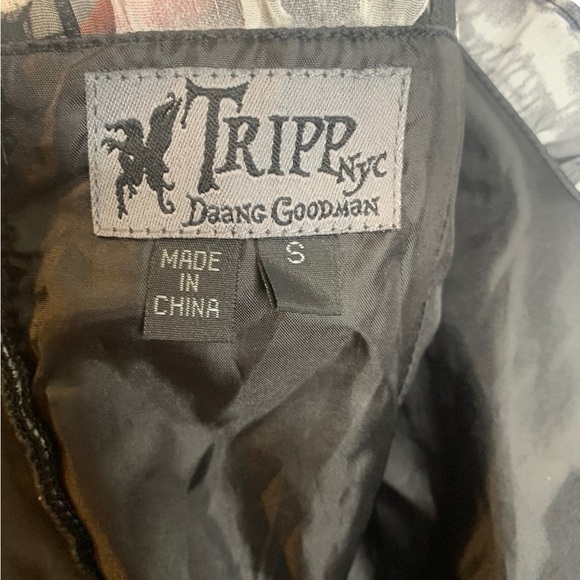 TRIPP NYC
DAANG GOODMAN
MADE
IN
CHINA
S